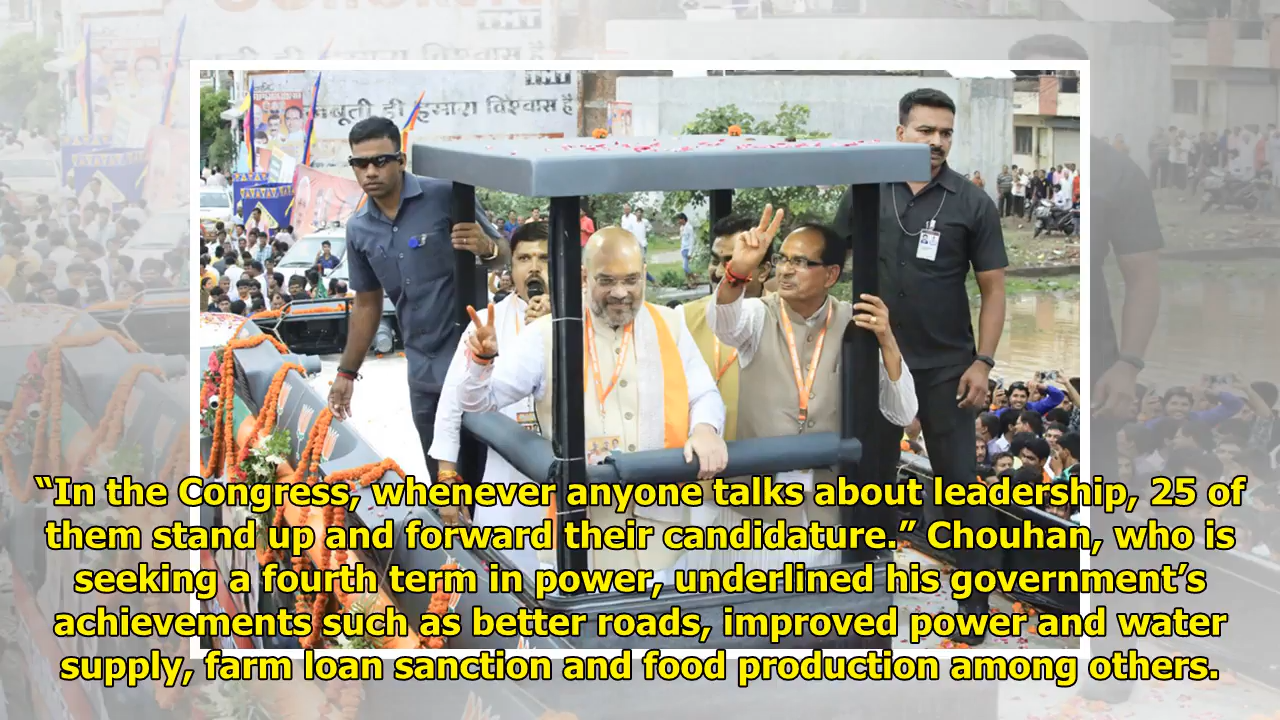 बूती ही हमारा विश्वास है
“In the Congress, whenever anyone talks about leadership, 25 of
them stand up and forward their candidature.” Chouhan, who is
seeking a fourth term in power, underlined his government’s
achievements such as better roads, improved power and water
supply, farm loan sanction and food production among others.